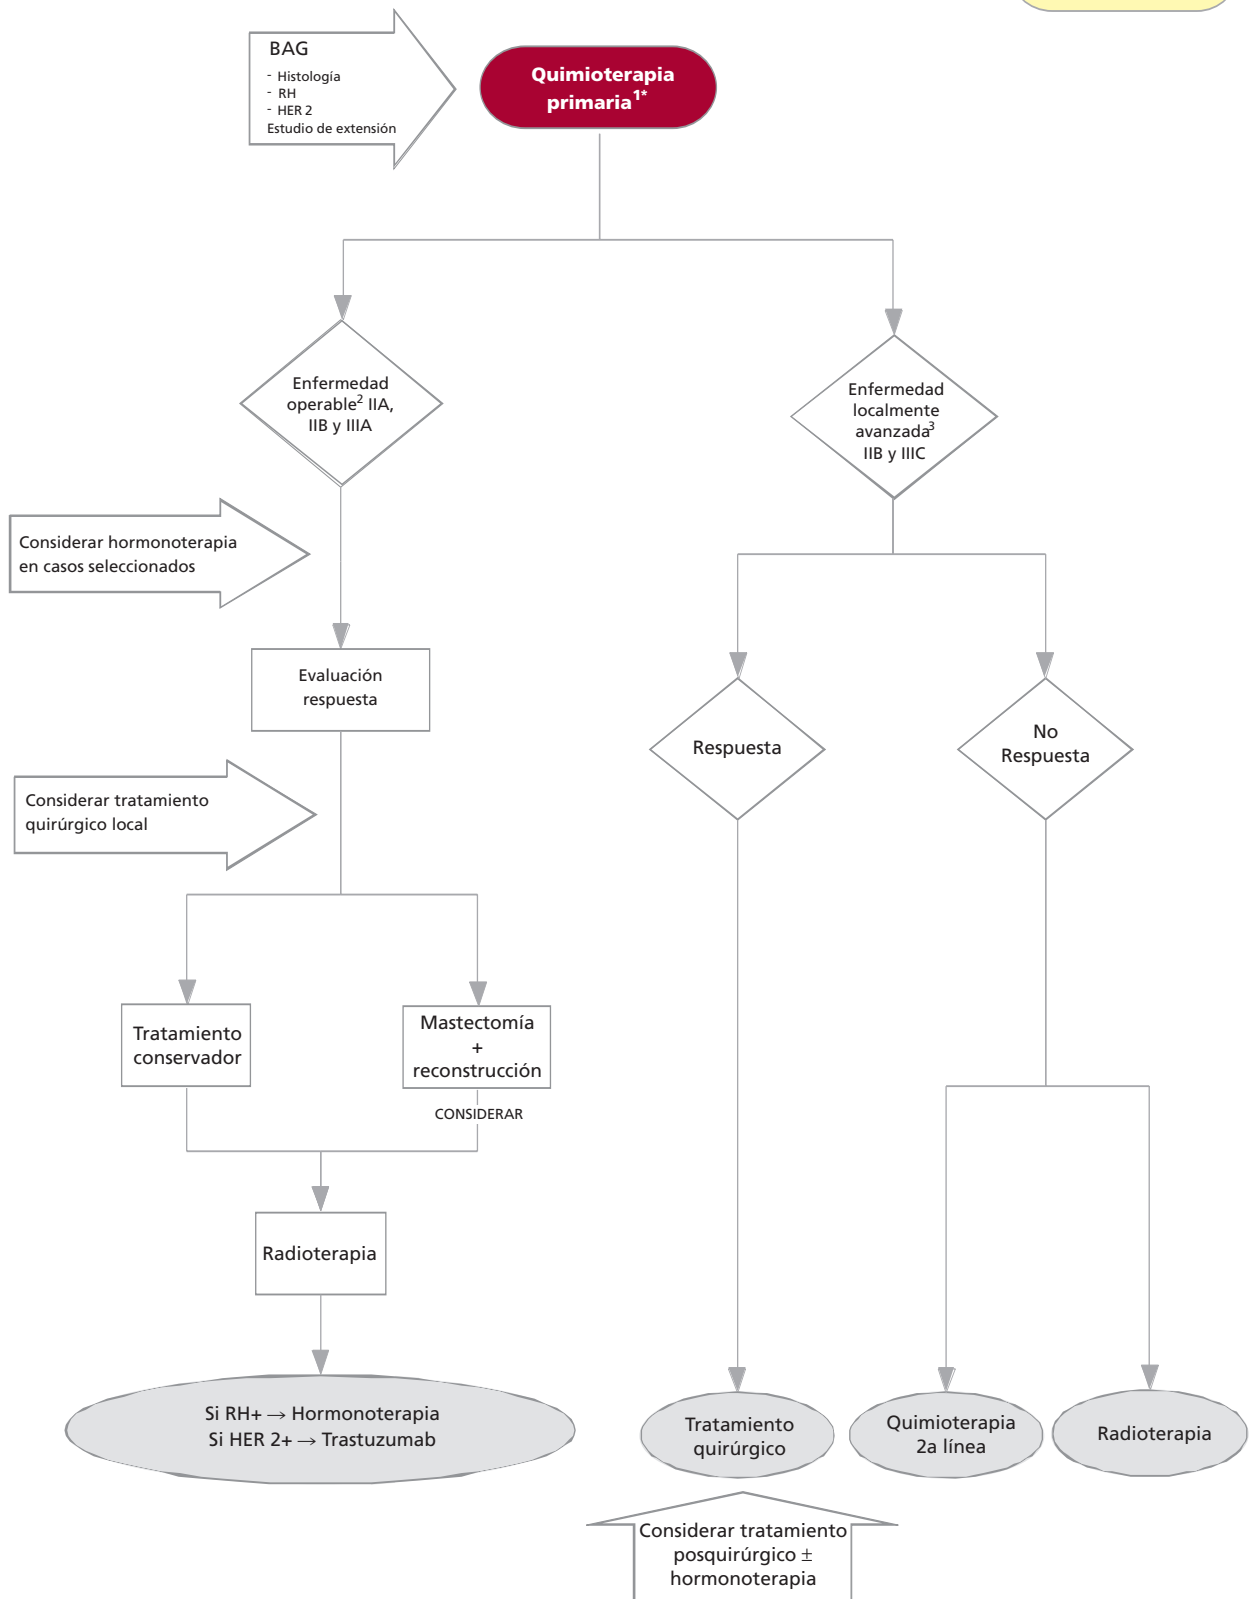 BAG
- Histología
- RH
- HER 2
Estudio de extensión
Quimioterapia
primaria1*
Enfermedad
operable2 IIA,
IIB y IIIA
Enfermedad
localmente
avanzada3
IIB y IIIC
Considerar hormonoterapia
en casos seleccionados
Evaluación
respuesta
Respuesta
No
Respuesta
Considerar tratamiento
quirúrgico local
Tratamiento
conservador
Mastectomía
+
reconstrucción
CONSIDERAR
Radioterapia
Si RH+ → Hormonoterapia
Si HER 2+ → Trastuzumab
Tratamiento
quirúrgico
Quimioterapia
2a línea
Radioterapia
Considerar tratamiento
posquirúrgico ±
hormonoterapia